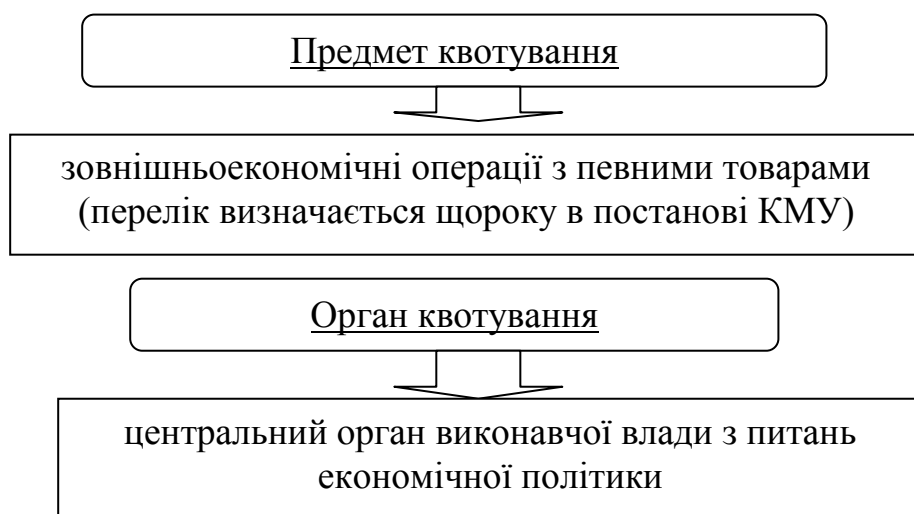 Предмет квотування
зовнішньоекономічні операції з певними товарами
(перелік визначається щороку в постанові КМУ)
Орган квотування
центральний орган виконавчої влади з питань
економічної політики